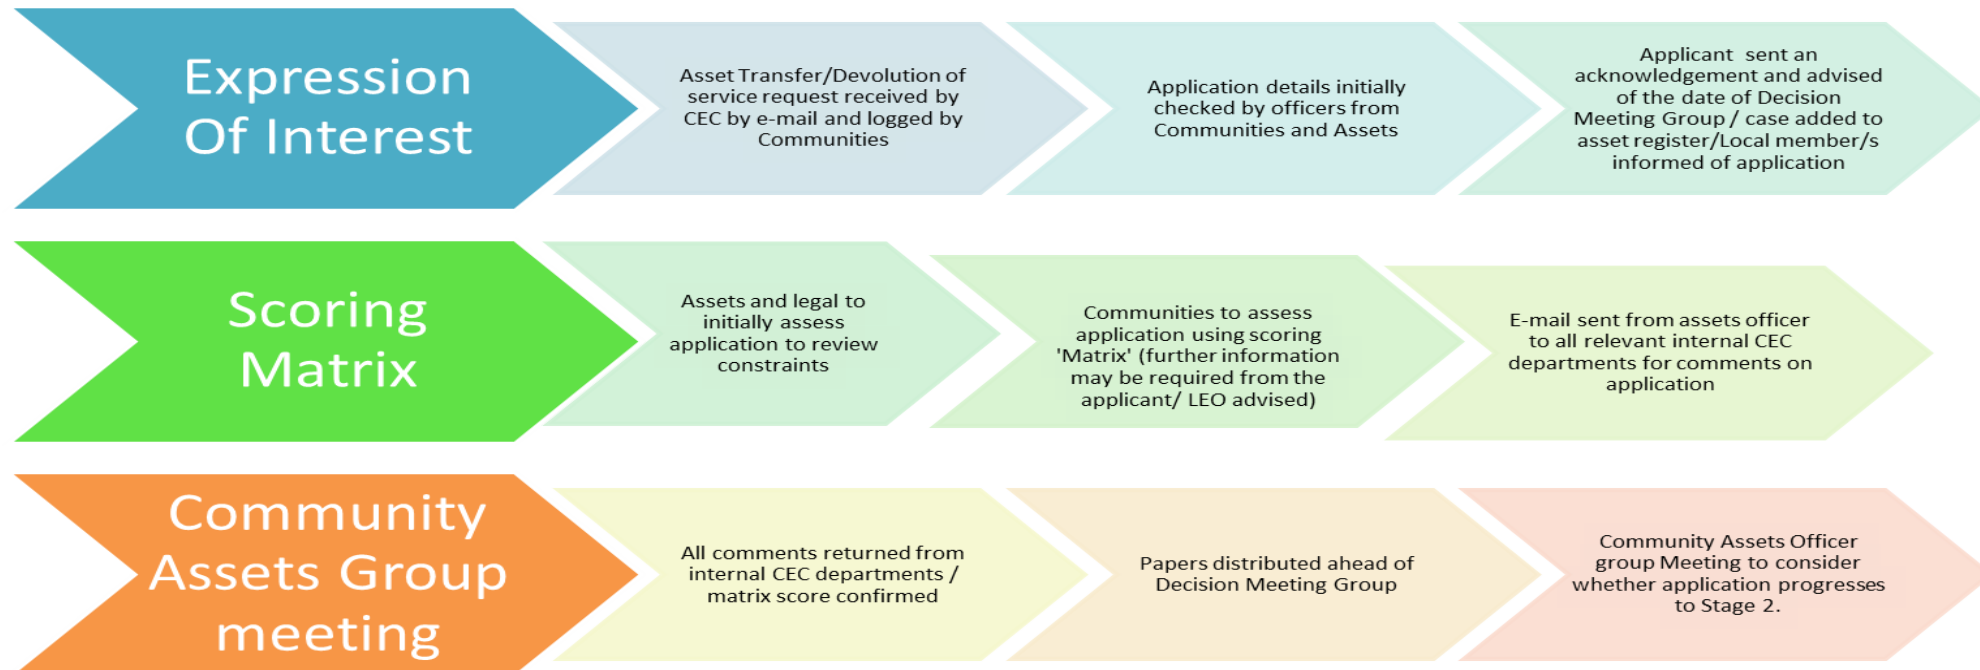 Expression
Of Interest
Asset Transfer/Devolution of
service request received by
CEC by e-mail and logged by
Communities
Application details initially
checked by officers from
Communities and Assets
Applicant  sent an
acknowledgement and advised
of the date of Decision
Meeting Group / case added to
asset register/Local member/s
informed of application
Scoring
Matrix
Assets and legal to
initially assess
application to review
constraints
Communities to assess
application using scoring
'Matrix' (further information
may be required from the
applicant/ LEO advised)
E-mail sent from assets officer
to all relevant internal CEC
departments for comments on
application
Community
Assets Group
meeting
All comments returned from
internal CEC departments /
matrix score confirmed
Papers distributed ahead of
Decision Meeting Group
Community Assets Officer
group Meeting to consider
whether application progresses
to Stage 2.